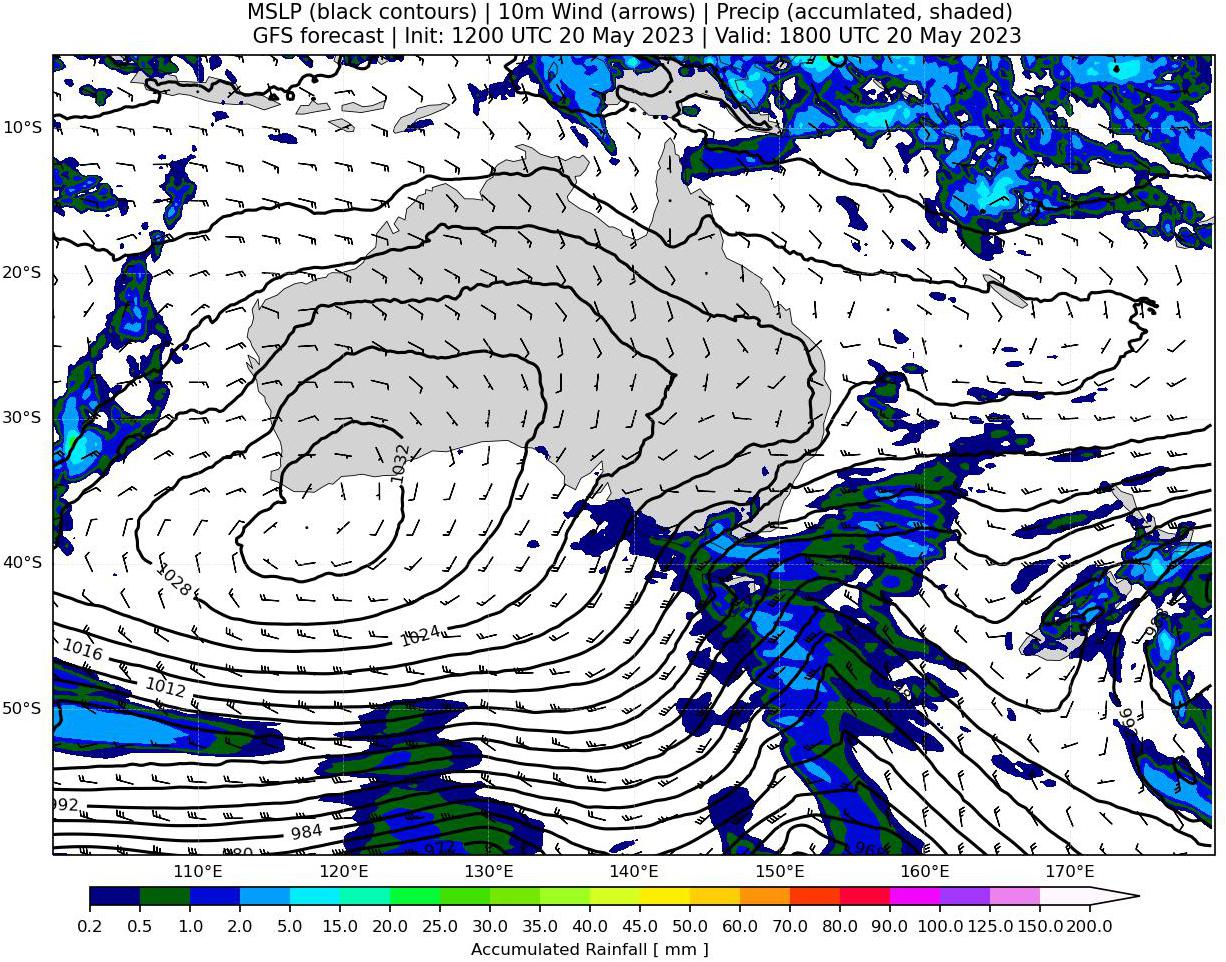 MSLP (black contours) | 10m Wind (arrows) | Precip (accumlated, shaded)
GFS forecast | Init: 1200 UTC 20 May 2023 | Valid: 1800 UTC 20 May 2023
10°S
20°S
30°S
1032
40°S
1028
1024
1016
1012
50°S
992
984
980
972
968
110°E 120°E 130°E 140°E 150°E 160°E 170°E
0.2 0.5 1.0 2.0 5.0 10.0 15.0 20.0 25.0 30.0 35.0 40.0 45.0 50.0 60.0 70.0 80.0 90.0 100.0 125.0 150.0 200.0
Accumulated Rainfall [ mm ]